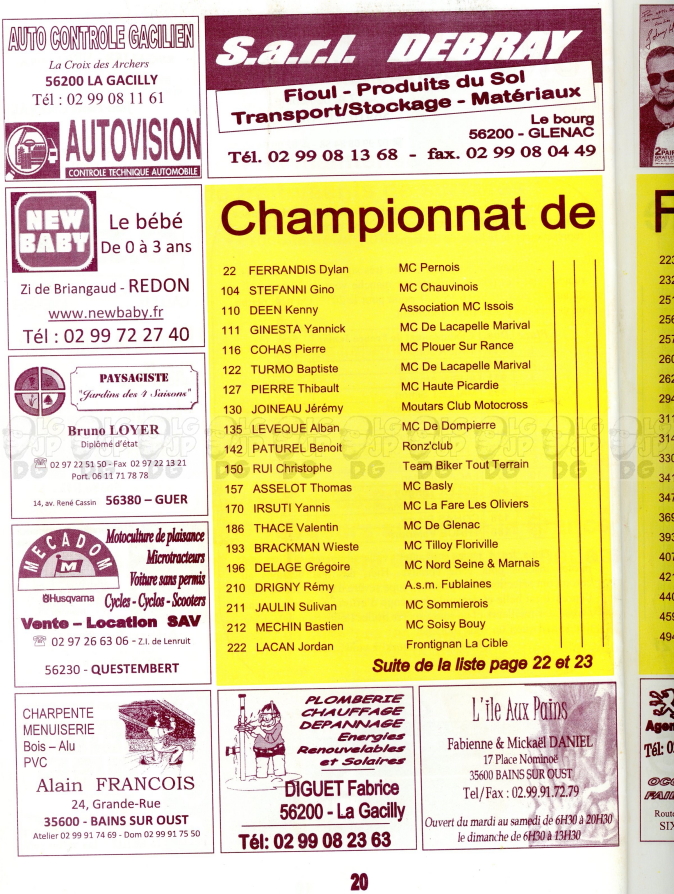 AUTO CONTROLE GACILIEN
La Croix des Archers
56200 LA GACILLY
Tél : 02 99 08 11 61
AUTOVISION
CONTROLE TECHNIQUE AUTOMOBILE
S.a.r.l. DEBRAY
Fioul - Produits du Sol
Transport/Stockage - Matériaux
Le bourg
56200 - GLENAC
Tél. 02 99 08 13 68 - fax. 02 99 08 04 49
NEW BABY
Le bébé
De 0 à 3 ans
Zi de Briangaud - REDON
www.newbaby.fr
Tél : 02 99 72 27 40
PAYSAGISTE
"Jardins des 4 Saisons"
Bruno LOYER
Diplômé d'état
☏ 02 97 22 51 50 - Fax 02 97 22 13 21
Port. 06 11 71 78 78
14, av. René Cassin 56380 – GUER
MECADOM
M
Husqvarna
Motoculture de plaisance
Microtracteurs
Voiture sans permis
Cycles - Cyclos - Scooters
Vente – Location SAV
☏ 02 97 26 63 06 - Z.I. de Lenruit
56230 - QUESTEMBERT
Championnat de
22 FERRANDIS Dylan MC Pernois
104 STEFANNI Gino MC Chauvinois
110 DEEN Kenny Association MC Issois
111 GINESTA Yannick MC De Lacapelle Marival
116 COHAS Pierre MC Plouer Sur Rance
122 TURMO Baptiste MC De Lacapelle Marival
127 PIERRE Thibault MC Haute Picardie
130 JOINEAU Jérémy Moutars Club Motocross
135 LEVEQUE Alban MC De Dompierre
142 PATUREL Benoit Ronz'club
150 RUI Christophe Team Biker Tout Terrain
157 ASSELOT Thomas MC Basly
170 IRSUTI Yannis MC La Fare Les Oliviers
186 THACE Valentin MC De Glenac
193 BRACKMAN Wieste MC Tilloy Floriville
196 DELAGE Grégoire MC Nord Seine & Marnais
210 DRIGNY Rémy A.s.m. Fublaines
211 JAULIN Sulivan MC Sommierois
212 MECHIN Bastien MC Soisy Bouy
222 LACAN Jordan Frontignan La Cible
Suite de la liste page 22 et 23
CHARPENTE
MENUISERIE
Bois – Alu
PVC
Alain FRANCOIS
24, Grande-Rue
35600 - BAINS SUR OUST
Atelier 02 99 91 74 69 - Dom 02 99 91 75 50
PLOMBERIE
CHAUFFAGE
DEPANNAGE
Energies
Renouvelables
et Solaires
DIGUET Fabrice
56200 - La Gacilly
Tél: 02 99 08 23 63
L'ile Aux Pains
Fabienne & Mickaël DANIEL
17 Place Nominoë
35600 BAINS SUR OUST
Tel/Fax : 02.99.91.72.79
Ouvert du mardi au samedi de 6H30 à 20H30
le dimanche de 6H30 à 13H30
20